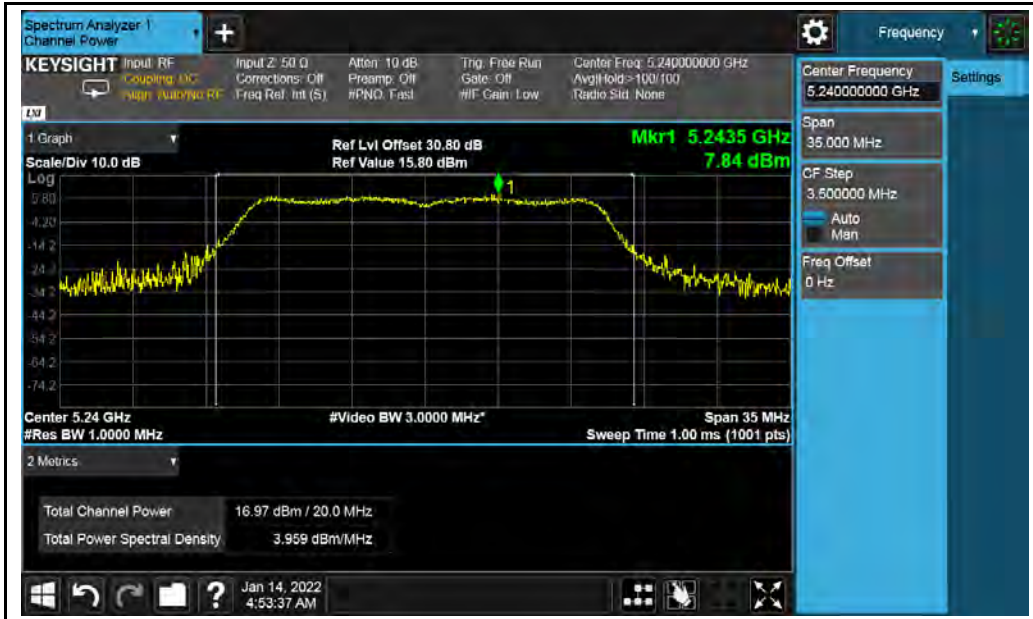 Spectrum Analyzer 1
Channel Power
+
Frequency
KEYSIGHT
Input: RF
Coupling: DC
Align: Auto/No RF
Input Z: 50 Ω
Corrections: Off
Freq Ref: Int (S)
Atten: 10 dB
Preamp: Off
#PNO: Fast
Trig: Free Run
Gate: Off
#IF Gain: Low
Center Freq: 5.240000000 GHz
Avg|Hold>100/100
Radio Std: None
LXI
Center Frequency
5.240000000 GHz
Settings
Span
35.000 MHz
CF Step
3.500000 MHz
Auto
Man
Freq Offset
0 Hz
1 Graph
Scale/Div 10.0 dB
Ref Lvl Offset 30.80 dB
Ref Value 15.80 dBm
Mkr1 5.2435 GHz
7.84 dBm
Log
1
5.80
-4.20
-14.2
-24.2
-34.2
-44.2
-54.2
-64.2
-74.2
Center 5.24 GHz
#Video BW 3.0000 MHz*
Span 35 MHz
#Res BW 1.0000 MHz
Sweep Time 1.00 ms (1001 pts)
2 Metrics
Total Channel Power
16.97 dBm / 20.0 MHz
Total Power Spectral Density
3.959 dBm/MHz
?
Jan 14, 2022
4:53:37 AM